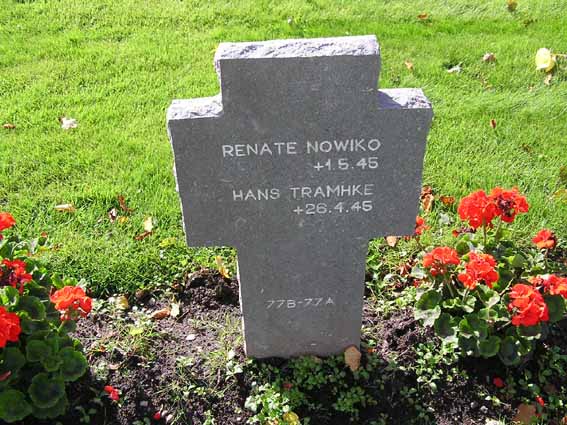 RENATE NOWIKO
+1.5.45
HANS TRAMHKE
+26.4.45
77B-77A